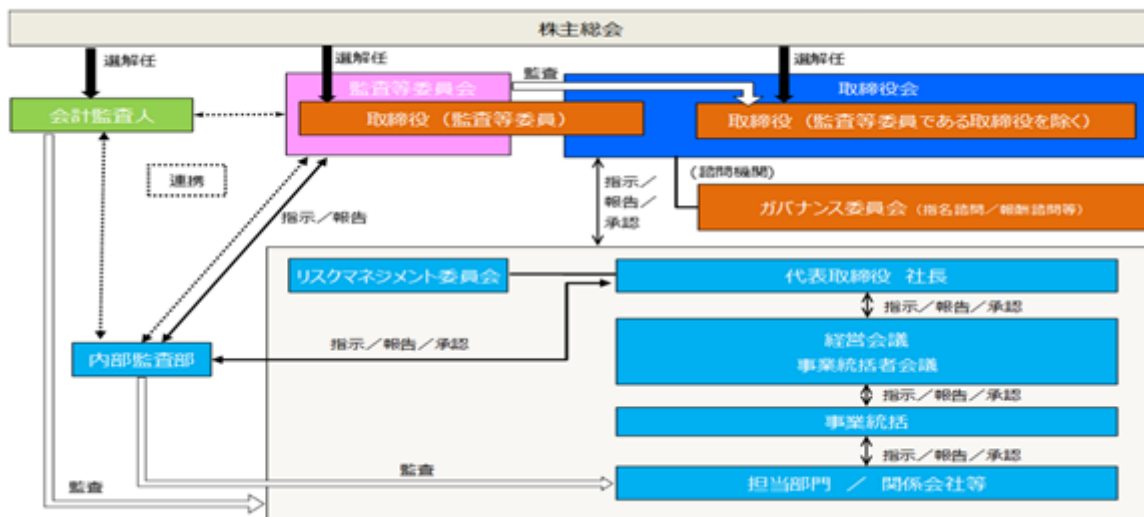 株主総会
選解任
選解任
選解任
監査等委員会
監査
取締役会
会計監査人
取締役（監査等委員）
取締役（監査等委員である取締役を除く）
連携
指示／報告
指示／
報告／
承認
（諮問機関）
ガバナンス委員会（指名諮問／報酬諮問等）
リスクマネジメント委員会
代表取締役 社長
指示／報告／承認
内部監査部
指示／報告／承認
経営会議
事業統括者会議
指示／報告／承認
事業統括
指示／報告／承認
監査
監査
担当部門 ／ 関係会社等